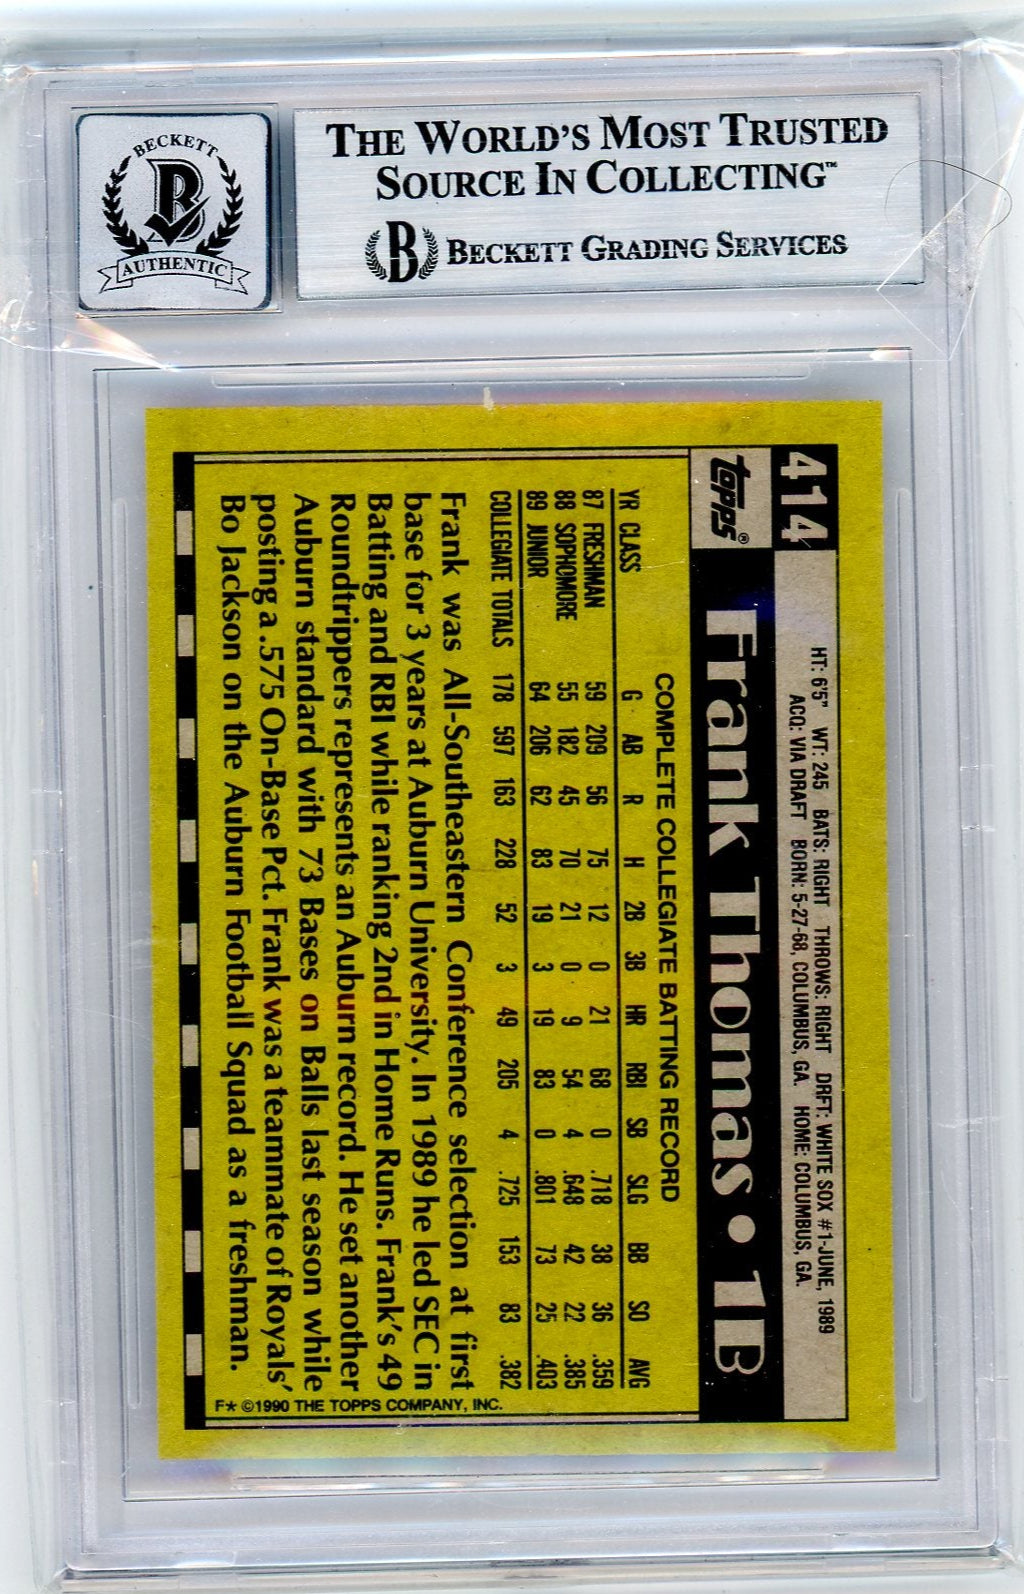 BECKETT
B
AUTHENTIC
THE WORLD'S MOST TRUSTED
SOURCE IN COLLECTING™
B BECKETT GRADING SERVICES
414
HT: 6'5" WT: 245 BATS: RIGHT THROWS: RIGHT DRFT: WHITE SOX #1-JUNE, 1989
ACQ: VIA DRAFT BORN: 5-27-68, COLUMBUS, GA. HOME: COLUMBUS, GA.
topps®
Frank Thomas • 1B
COMPLETE COLLEGIATE BATTING RECORD
YR CLASS G AB R H 2B 3B HR RBI SB SLG BB SO AVG
87 FRESHMAN 59 209 56 75 12 0 21 68 0 .718 38 36 .359
88 SOPHOMORE 55 182 45 70 21 0 9 54 4 .648 42 22 .385
89 JUNIOR 64 206 62 83 19 3 19 83 0 .801 73 25 .403
COLLEGIATE TOTALS 178 597 163 228 52 3 49 205 4 .725 153 83 .382
Frank was All-Southeastern Conference selection at first
base for 3 years at Auburn University. In 1989 he led SEC in
Batting and RBI while ranking 2nd in Home Runs. Frank's 49
Roundtrippers represents an Auburn record. He set another
Auburn standard with 73 Bases on Balls last season while
posting a .575 On-Base Pct. Frank was a teammate of Royals'
Bo Jackson on the Auburn Football Squad as a freshman.
F★ ©1990 THE TOPPS COMPANY, INC.